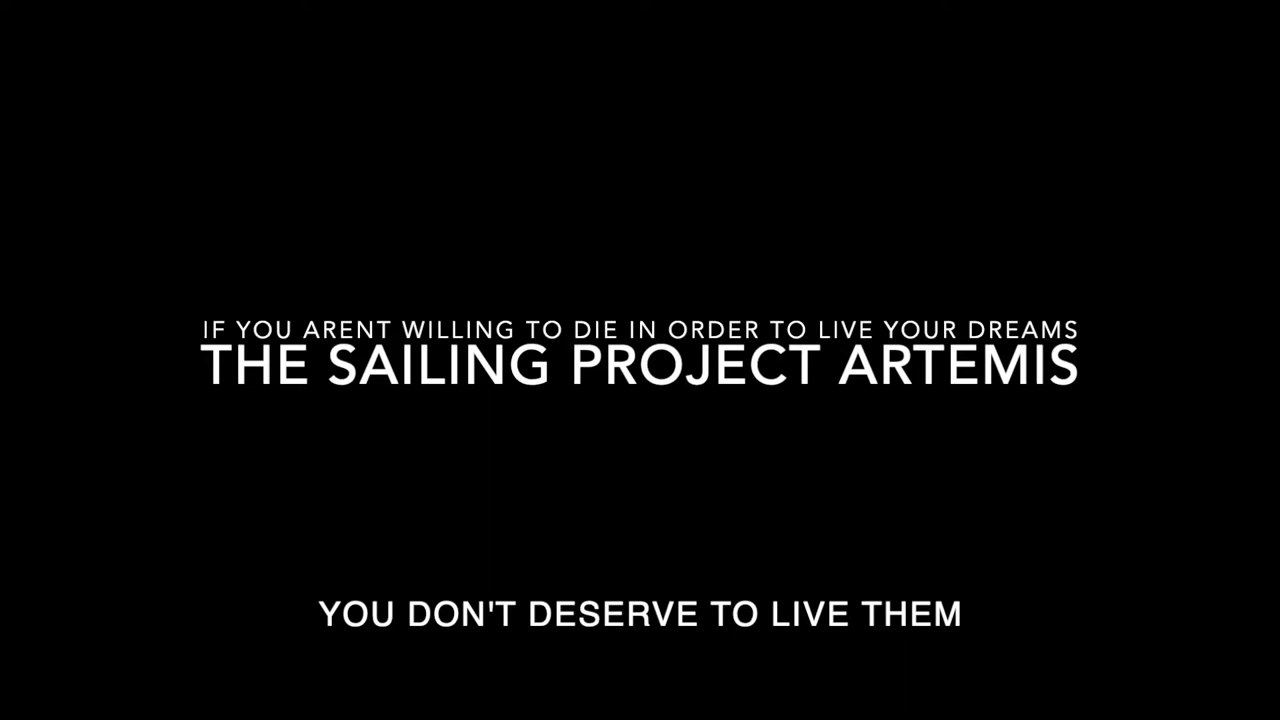 IF YOU ARENT WILLING TO DIE IN ORDER TO LIVE YOUR DREAMS
THE SAILING PROJECT ARTEMIS
YOU DON'T DESERVE TO LIVE THEM